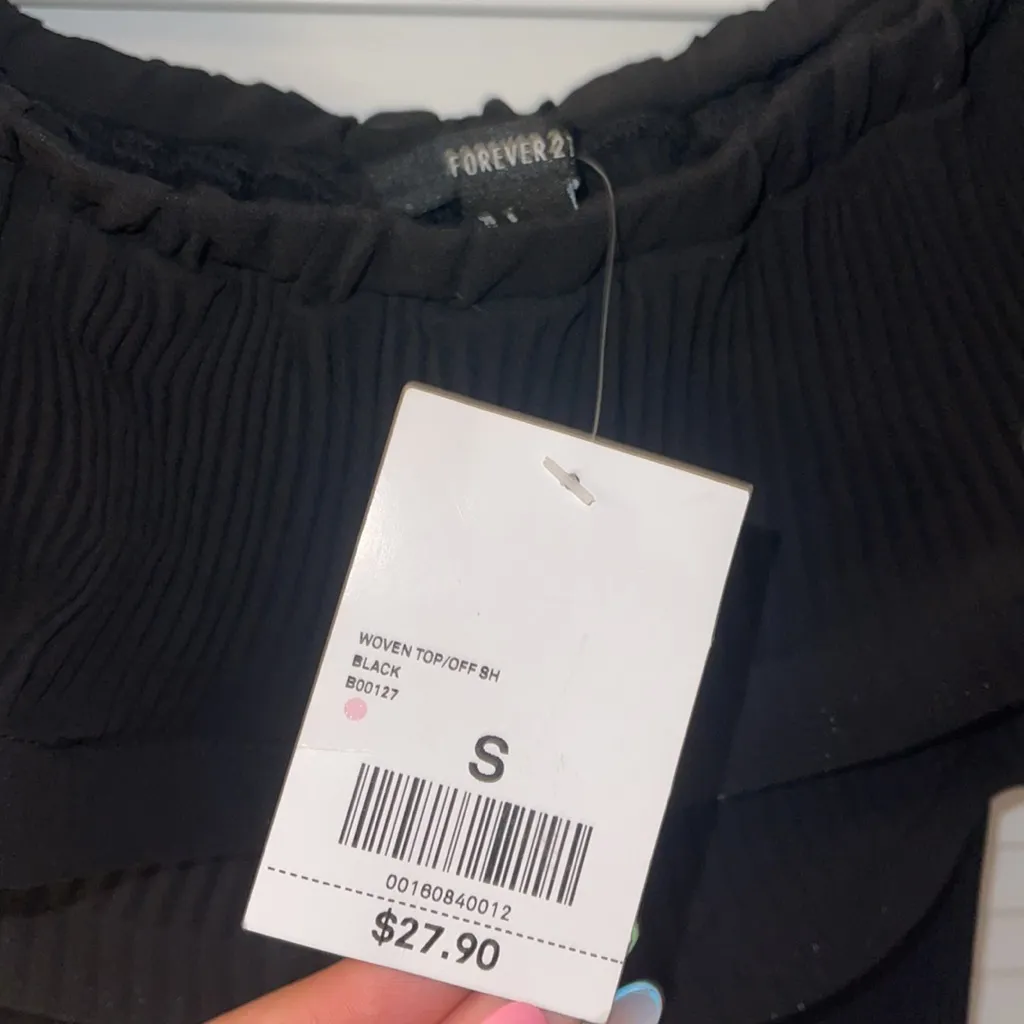 FOREVER 21
WOVEN TOP/OFF SH
BLACK
B00127
S
00160840012
$27.90